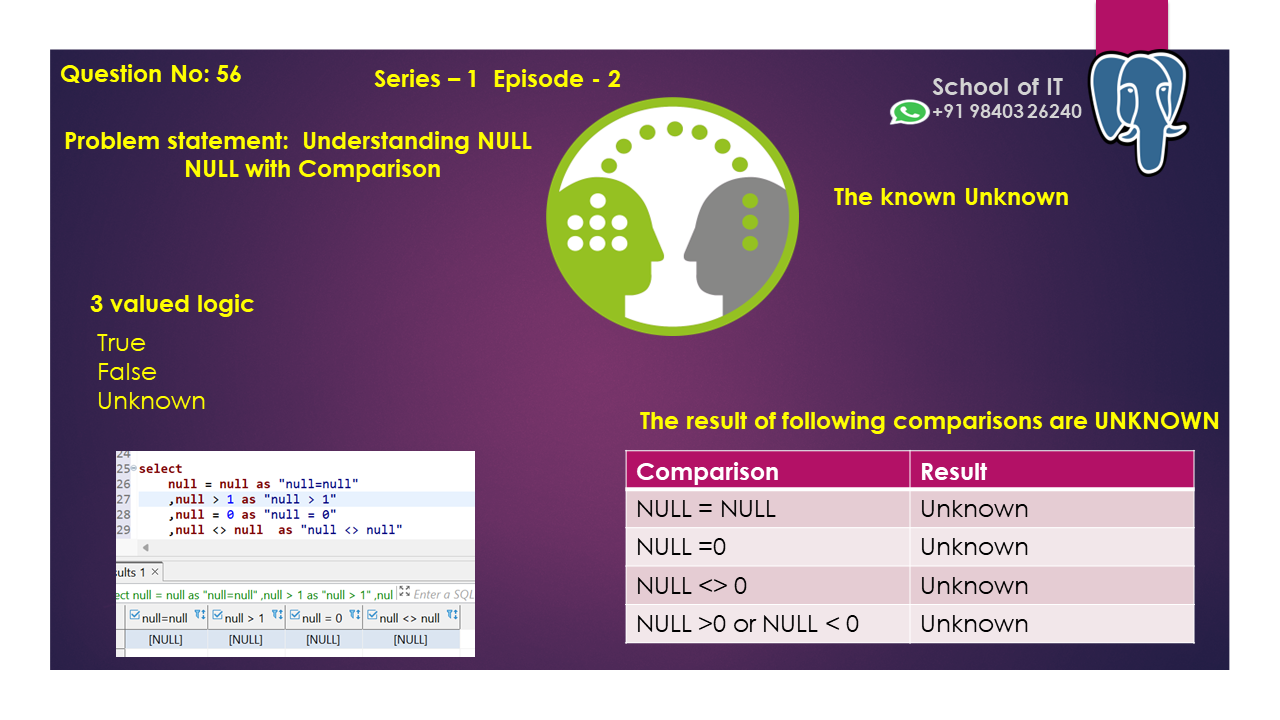 Question No: 56
Series – 1 Episode - 2
School of IT
+91 98403 26240
Problem statement: Understanding NULL
NULL with Comparison
The known Unknown
3 valued logic
True
False
Unknown
The result of following comparisons are UNKNOWN
Comparison Result
NULL = NULL Unknown
NULL =0 Unknown
NULL <> 0 Unknown
NULL >0 or NULL < 0 Unknown
24
25 select
26 null = null as "null=null"
27 ,null > 1 as "null > 1"
28 ,null = 0 as "null = 0"
29 ,null <> null as "null <> null"
sults 1 ×
ect null = null as "null=null" ,null > 1 as "null > 1" ,nul Enter a SQL
null=null null > 1 null = 0 null <> null
[NULL] [NULL] [NULL] [NULL]